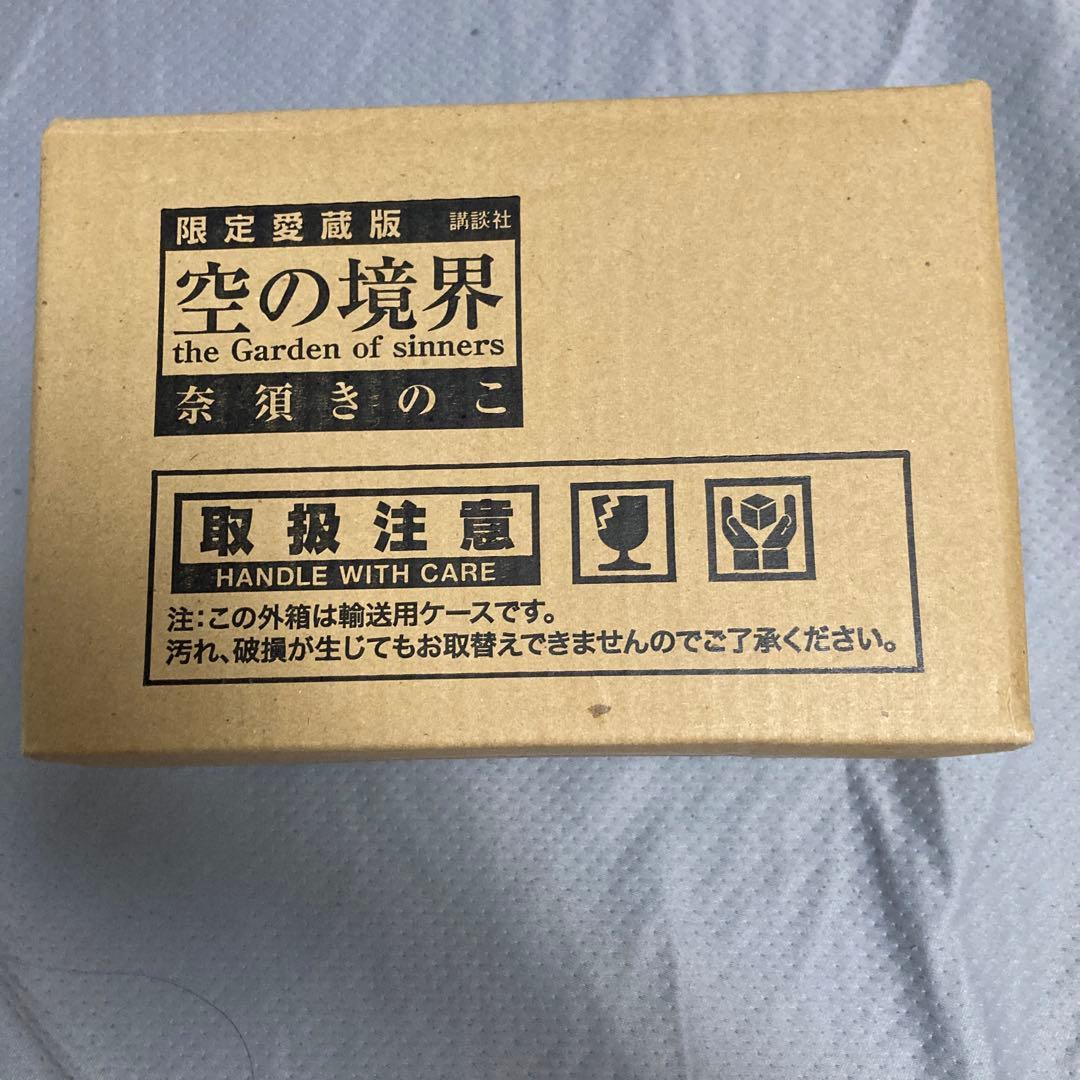 限定愛蔵版 講談社
空の境界
the Garden of sinners
奈須きのこ
取扱注意
HANDLE WITH CARE
注:この外箱は輸送用ケースです。
汚れ、破損が生じてもお取替えできませんのでご了承ください。